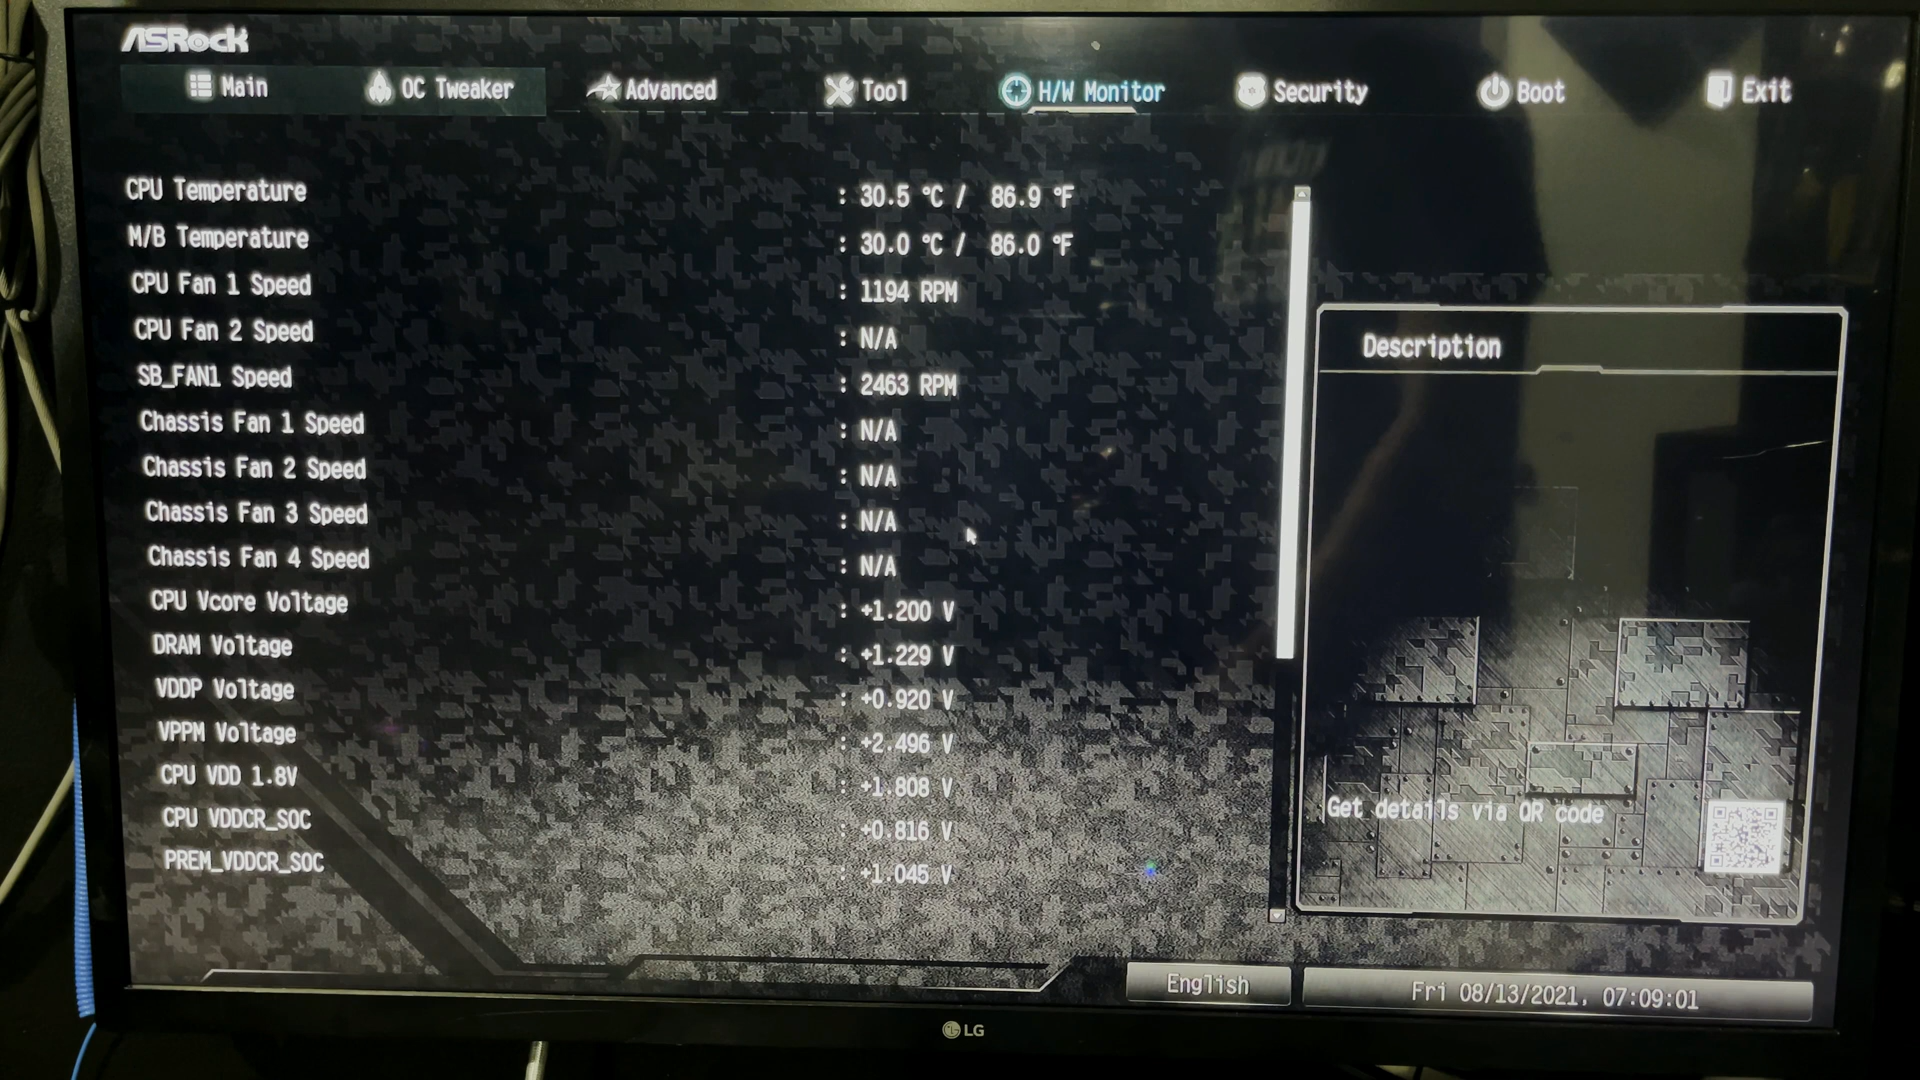 ASRock
Main OC Tweaker Advanced Tool H/W Monitor Security Boot Exit
CPU Temperature : 30.5 °C / 86.9 °F
M/B Temperature : 30.0 °C / 86.0 °F
CPU Fan 1 Speed : 1194 RPM
CPU Fan 2 Speed : N/A
SB_FAN1 Speed : 2463 RPM
Chassis Fan 1 Speed : N/A
Chassis Fan 2 Speed : N/A
Chassis Fan 3 Speed : N/A
Chassis Fan 4 Speed : N/A
CPU Vcore Voltage : +1.200 V
DRAM Voltage : +1.229 V
VDDP Voltage : +0.920 V
VPPM Voltage : +2.496 V
CPU VDD 1.8V : +1.808 V
CPU VDDCR_SOC : +0.816 V
PREM_VDDCR_SOC : +1.045 V
Description
Get details via QR code
English
Fri 08/13/2021, 07:09:01
LG